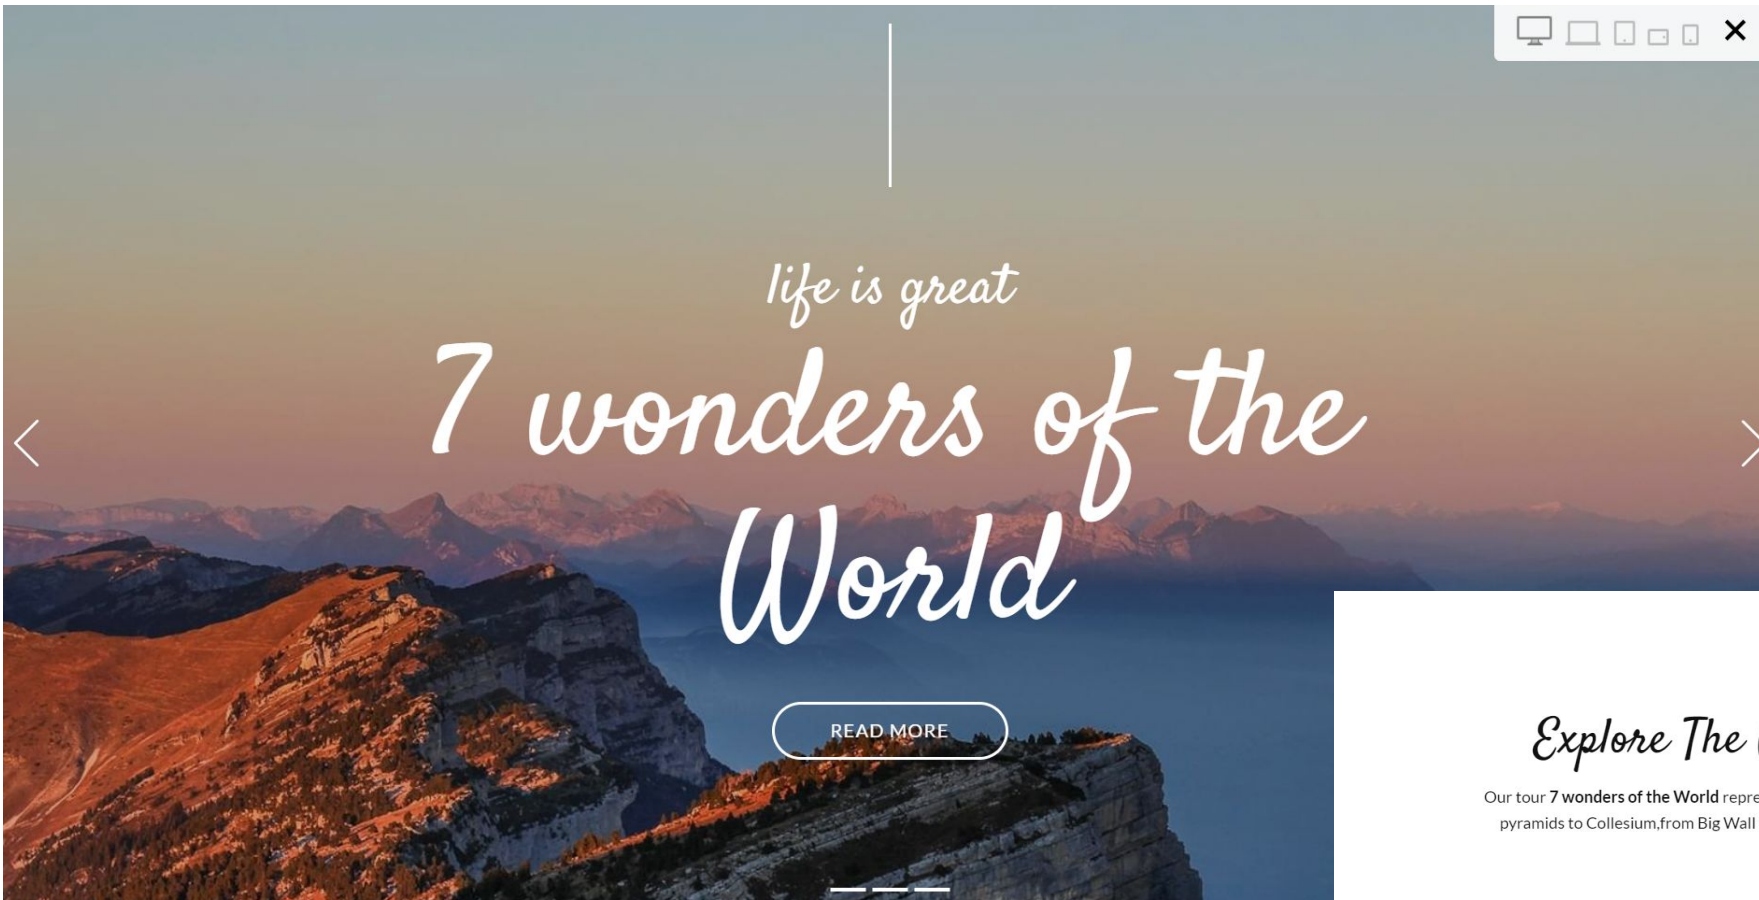 life is great
7 wonders of the
World
READ MORE
Explore The
Our tour 7 wonders of the World
pyramids to Collesium,from Big Wall